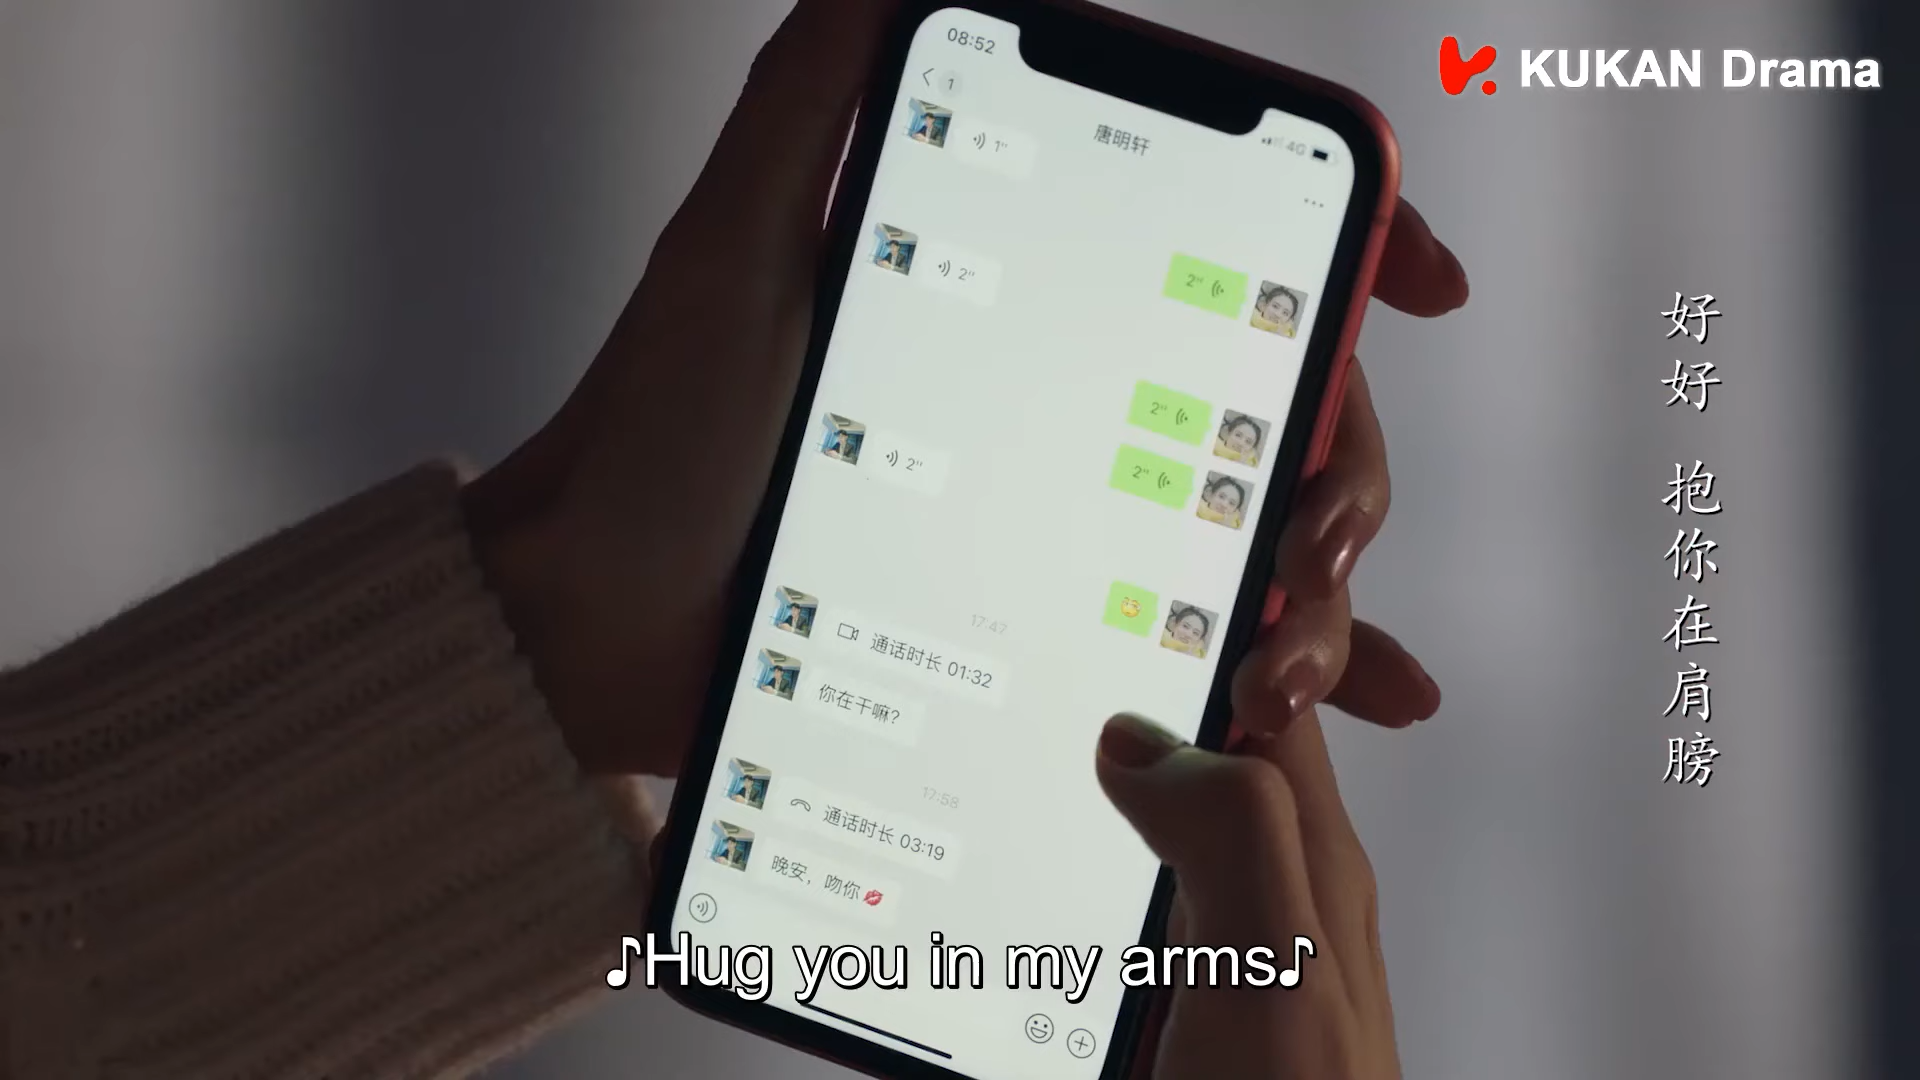 08:52
KUKAN Drama
1
唐明轩
4G
1"
2"
2"
2"
2"
2"
17:47
通话时长 01:32
你在干嘛?
17:58
通话时长 03:19
晚安，吻你💋
好好 抱你在肩膀
♪Hug you in my arms♪